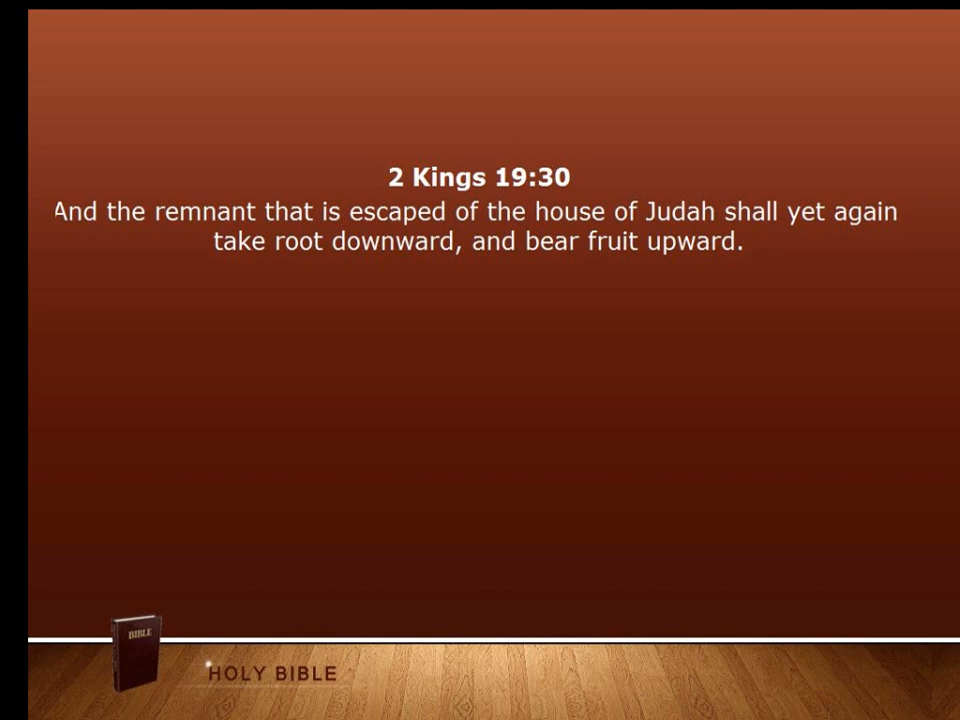 2 Kings 19:30
And the remnant that is escaped of the house of Judah shall yet again
take root downward, and bear fruit upward.
BIBLE
HOLY BIBLE